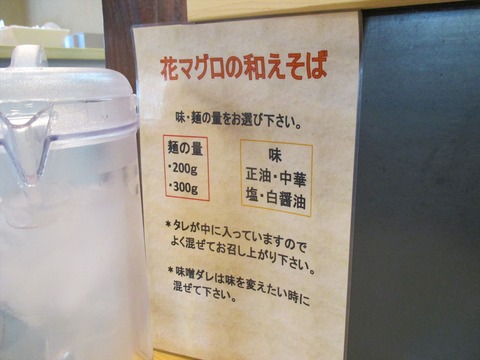 花マグロの和えそば
味・麺の量をお選び下さい。
麺の量
・200g
・300g
味
正油・中華
塩・白醤油
*タレが中に入っていますので
よく混ぜてお召し上がり下さい。
*味噌ダレは味を変えたい時に
混ぜて下さい。